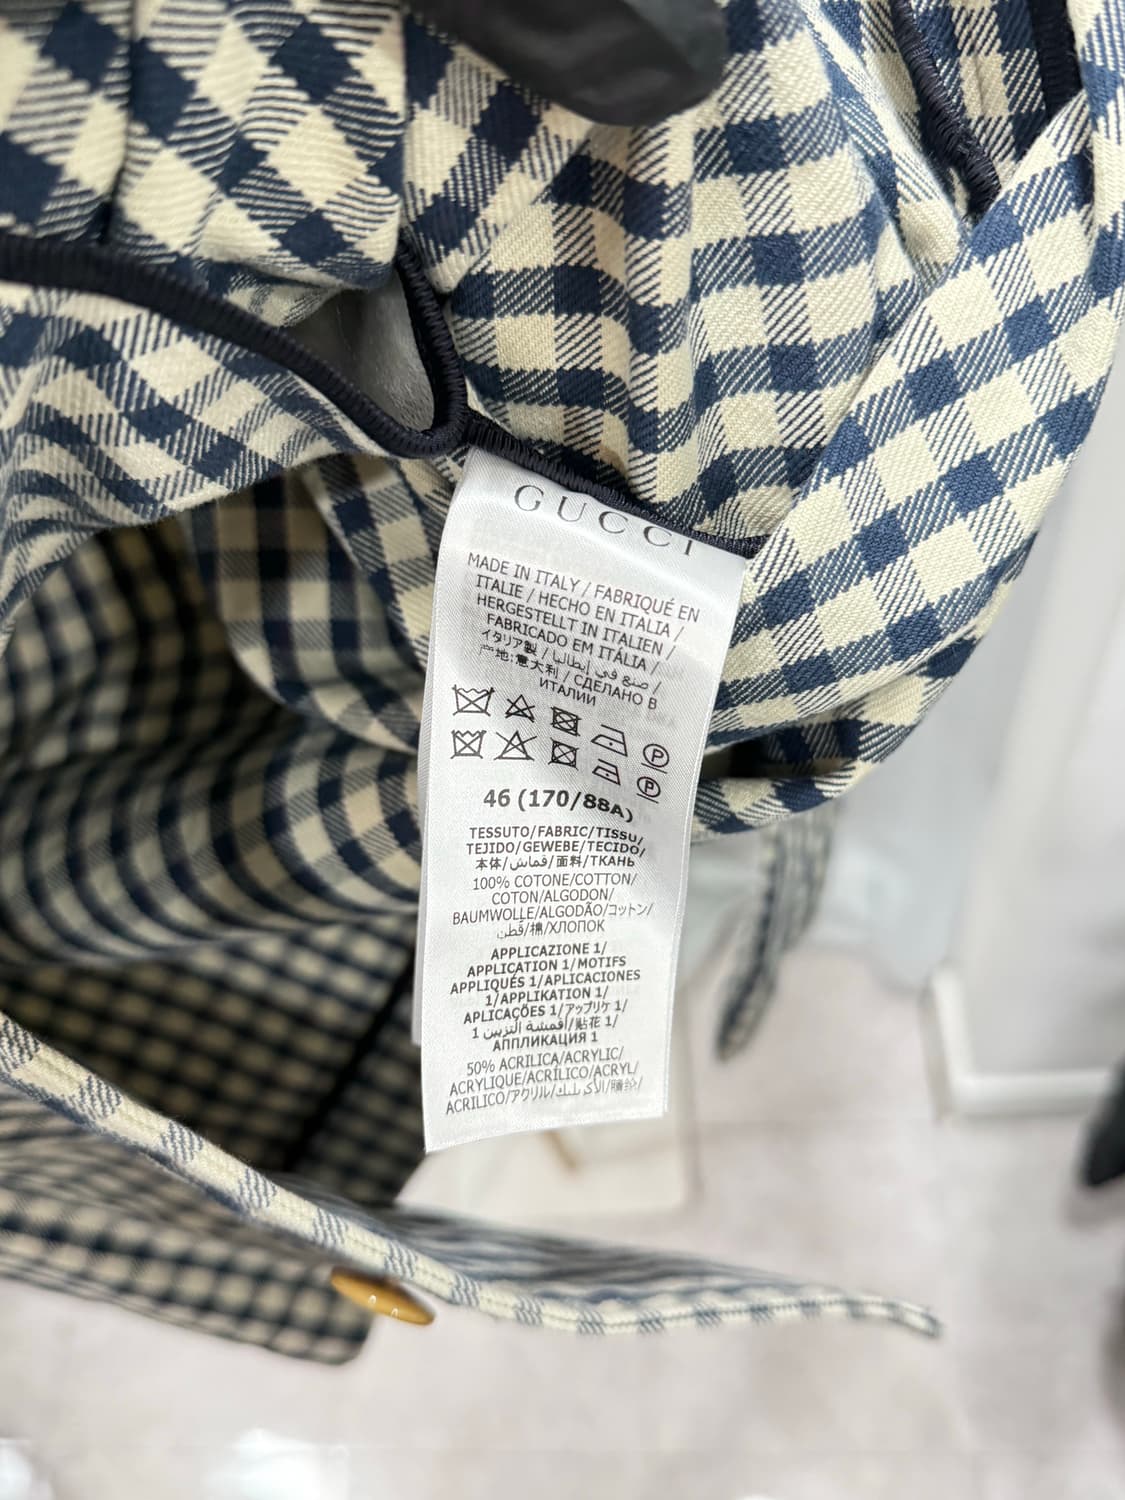 GUCCI
MADE IN ITALY / FABRIQUÉ EN
ITALIE / HECHO EN ITALIA /
HERGESTELLT IN ITALIEN /
FABRICADO EM ITÁLIA /
イタリア製 / صنع في إيطاليا /
产地:意大利 / СДЕЛАНО В
ИТАЛИИ
P
P
46 (170/88A)
TESSUTO/FABRIC/TISSU/
TEJIDO/GEWEBE/TECIDO/
本体/قماش/面料/ТКАНЬ
100% COTONE/COTTON/
COTON/ALGODON/
BAUMWOLLE/ALGODÃO/コットン/
قطن/棉/ХЛОПОК
APPLICAZIONE 1/
APPLICATION 1/MOTIFS
APPLIQUÉS 1/APLICACIONES
1/APPLIKATION 1/
APLICAÇÕES 1/アップリケ 1/
أقمشة التزيين 1/贴花 1/
АППЛИКАЦИЯ 1
50% ACRILICA/ACRYLIC/
ACRYLIQUE/ACRÍLICO/ACRYL/
ACRÍLICO/アクリル/الأكريليك/腈纶/